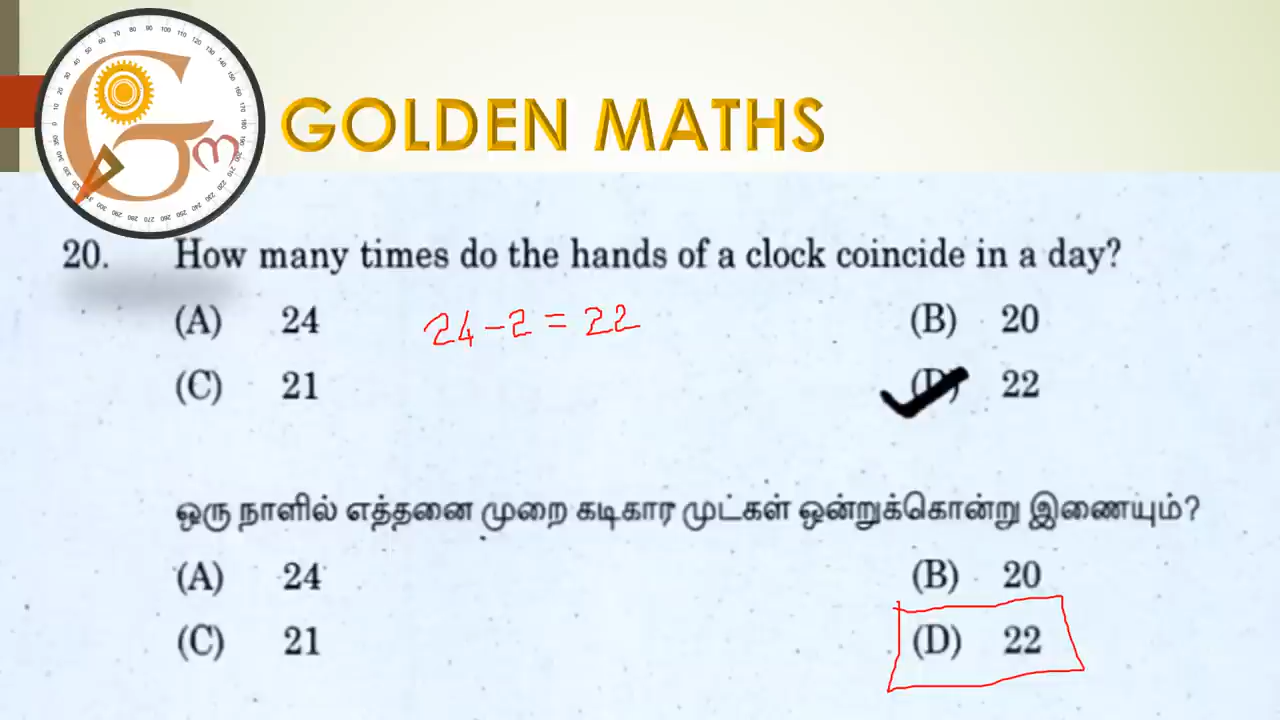 GOLDEN MATHS
20. How many times do the hands of a clock coincide in a day?
(A) 24 24-2=22 (B) 20
(C) 21 (D) 22
ஒரு நாளில் எத்தனை முறை கடிகார முட்கள் ஒன்றுக்கொன்று இணையும்?
(A) 24 (B) 20
(C) 21 (D) 22